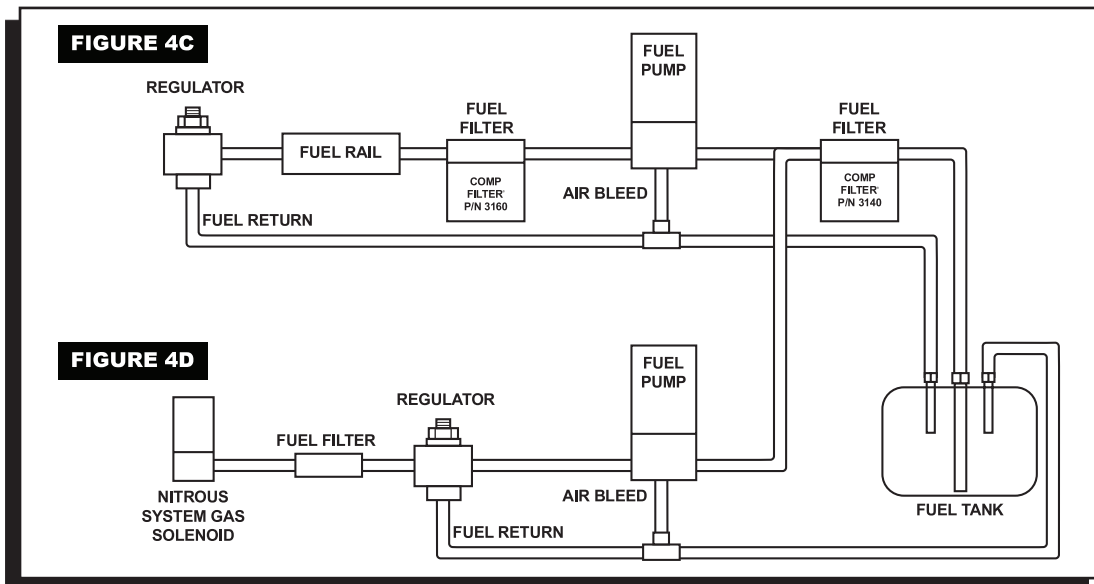 FIGURE 4C
REGULATOR
FUEL RAIL
FUEL
FILTER
COMP
FILTER
P/N 3160
FUEL
PUMP
AIR BLEED
FUEL
FILTER
COMP
FILTER
P/N 3140
FUEL RETURN
FIGURE 4D
NITROUS
SYSTEM GAS
SOLENOID
FUEL FILTER
REGULATOR
FUEL
PUMP
AIR BLEED
FUEL RETURN
FUEL TANK